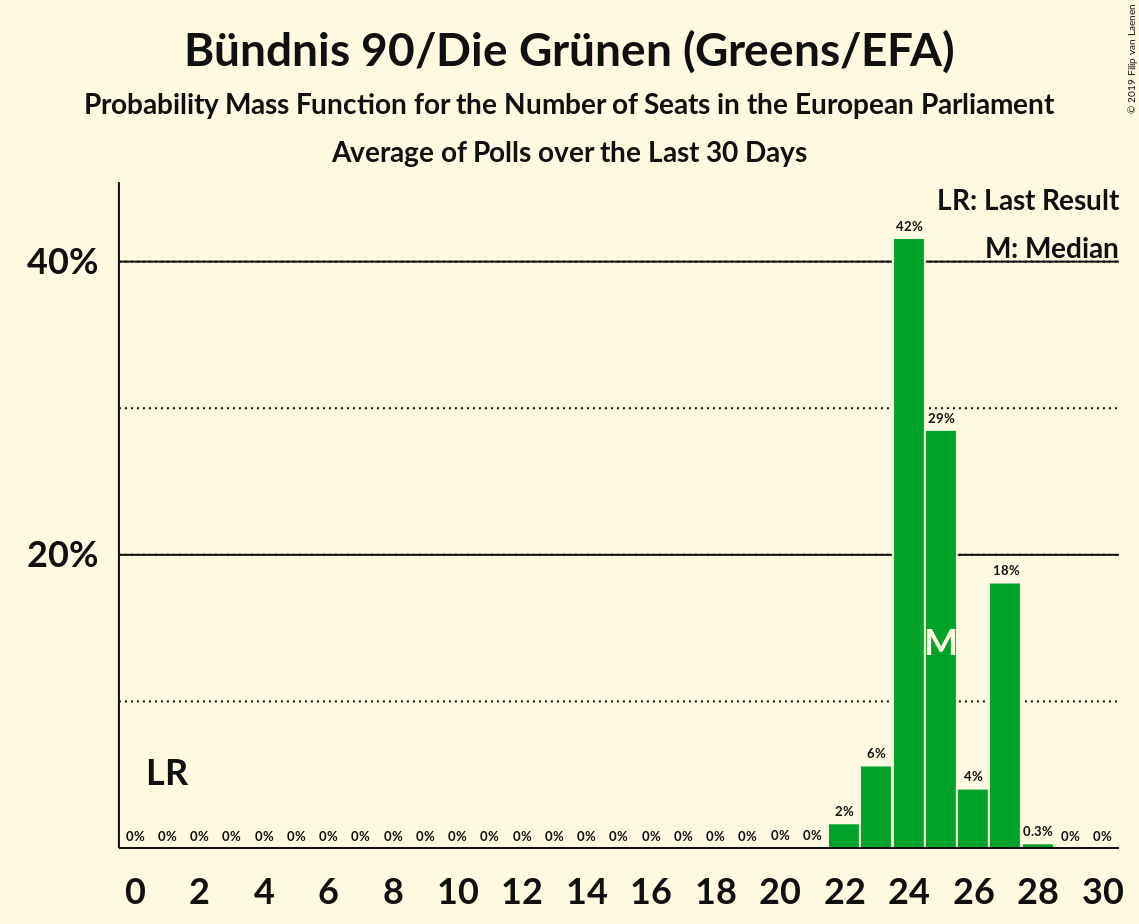 Bündnis 90/Die Grünen (Greens/EFA)
Probability Mass Function for the Number of Seats in the European Parliament
Average of Polls over the Last 30 Days
© 2019 Filip van Laenen
LR: Last Result
M: Median
42%
40%
29%
20%
18%
M
6%
LR
4%
2%
0% 0% 0% 0% 0% 0% 0% 0% 0% 0% 0% 0% 0% 0% 0% 0% 0% 0% 0% 0% 0% 0% 0.3% 0% 0%
0 2 4 6 8 10 12 14 16 18 20 22 24 26 28 30